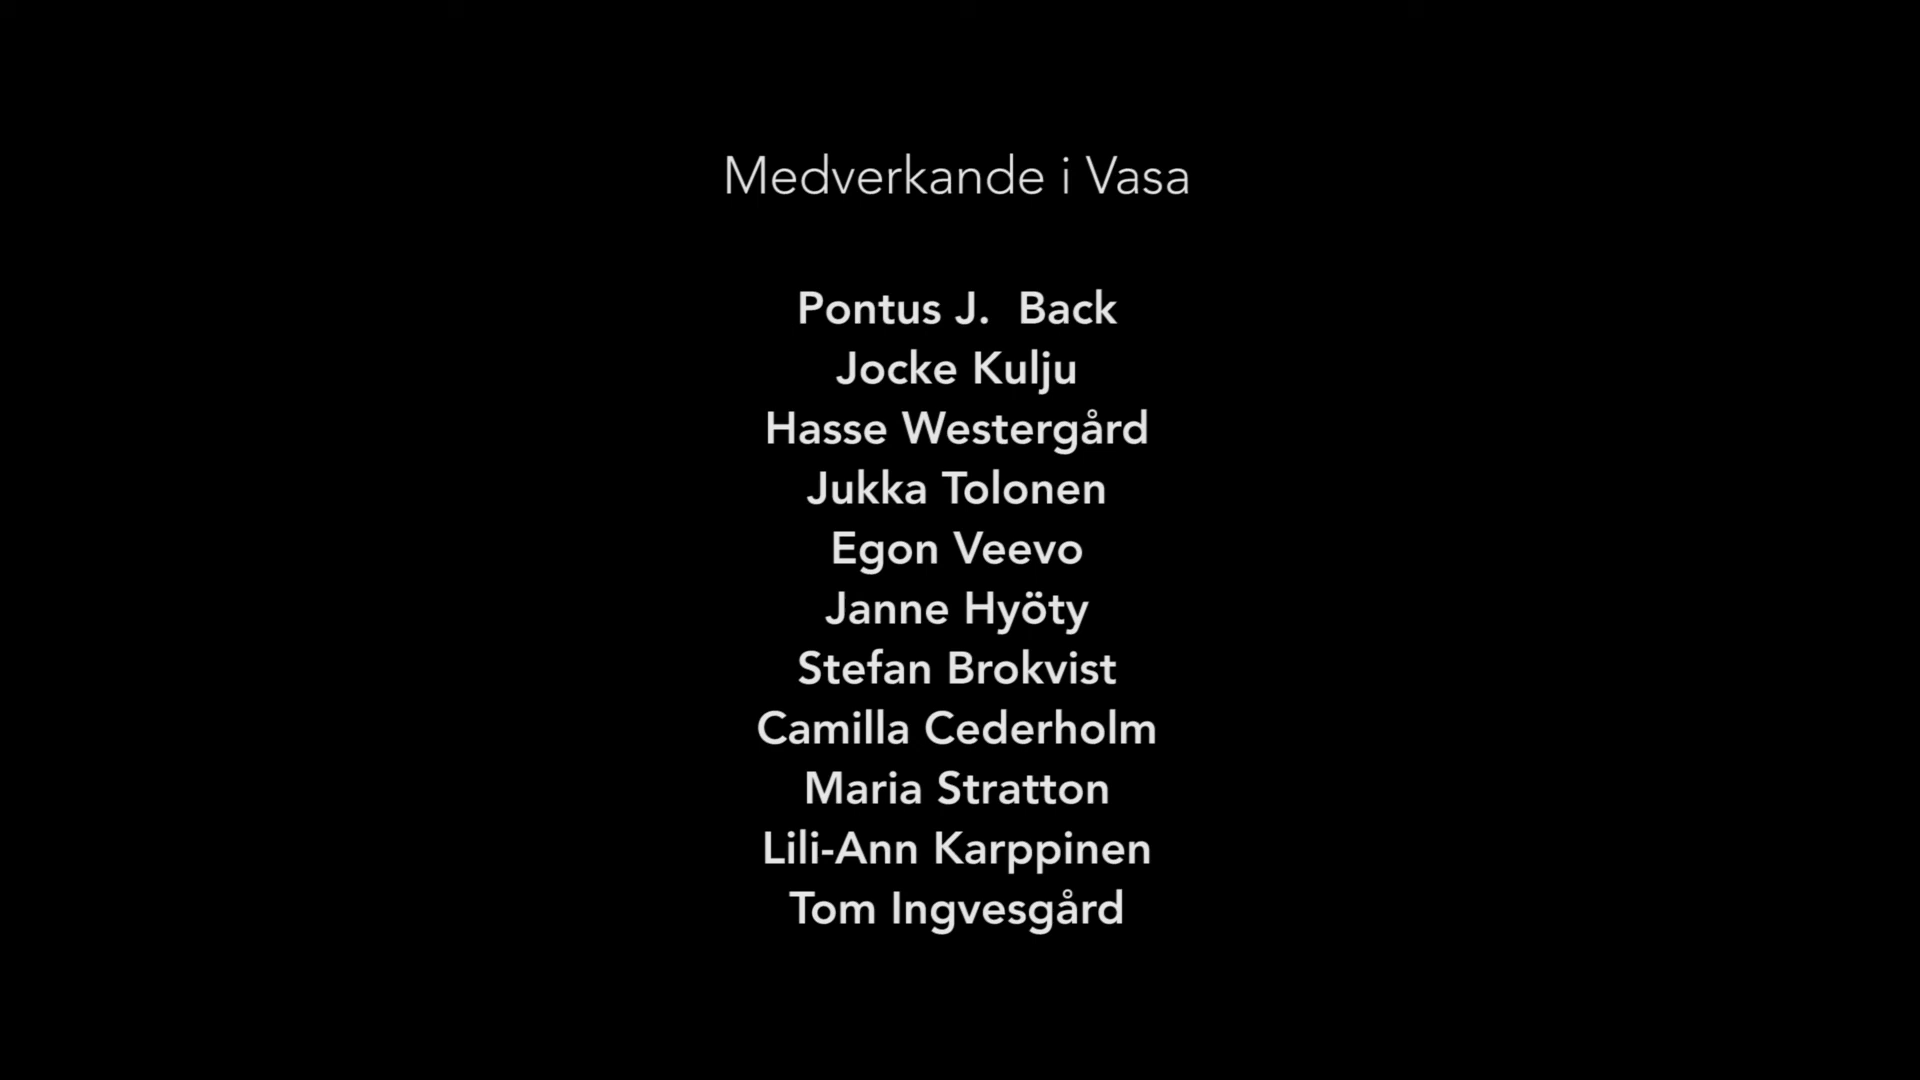 Medverkande i Vasa
Pontus J.  Back
Jocke Kulju
Hasse Westergård
Jukka Tolonen
Egon Veevo
Janne Hyöty
Stefan Brokvist
Camilla Cederholm
Maria Stratton
Lili-Ann Karppinen
Tom Ingvesgård